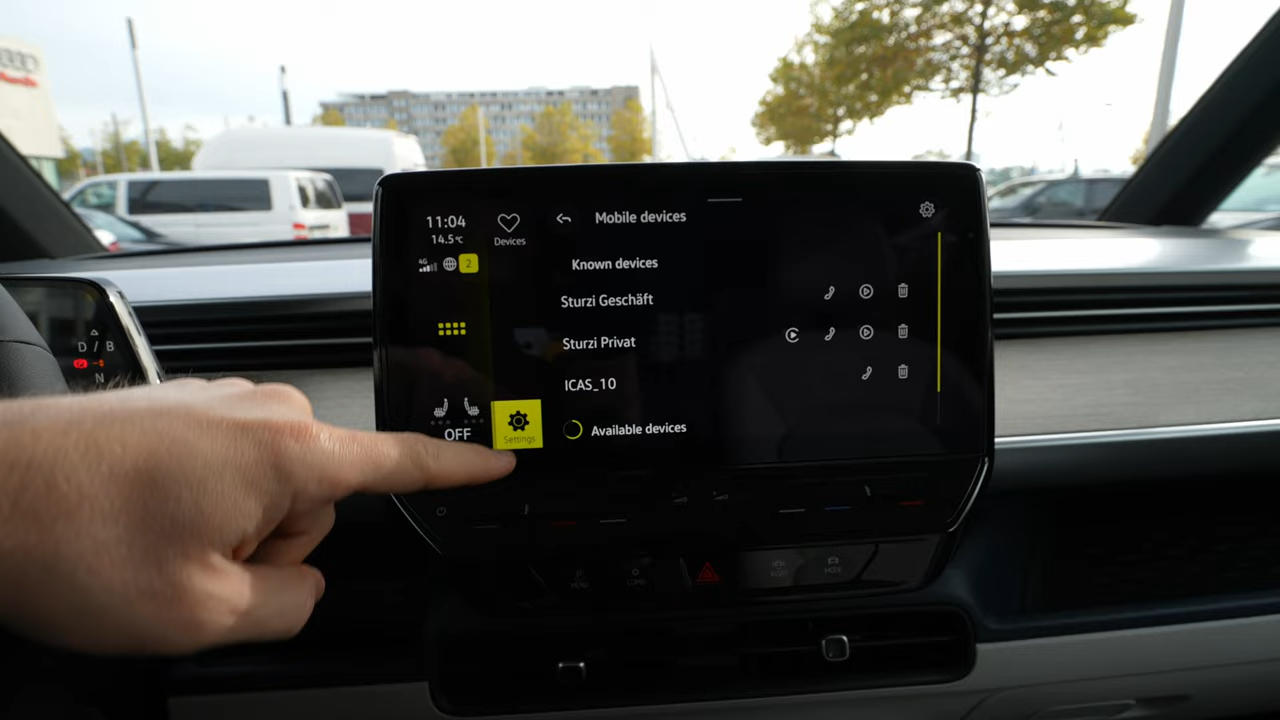 11:04
14.5°C
4G
2
Devices
Mobile devices
Known devices
Sturzi Geschäft
Sturzi Privat
ICAS_10
Available devices
Settings
OFF
D / B
N
MODE